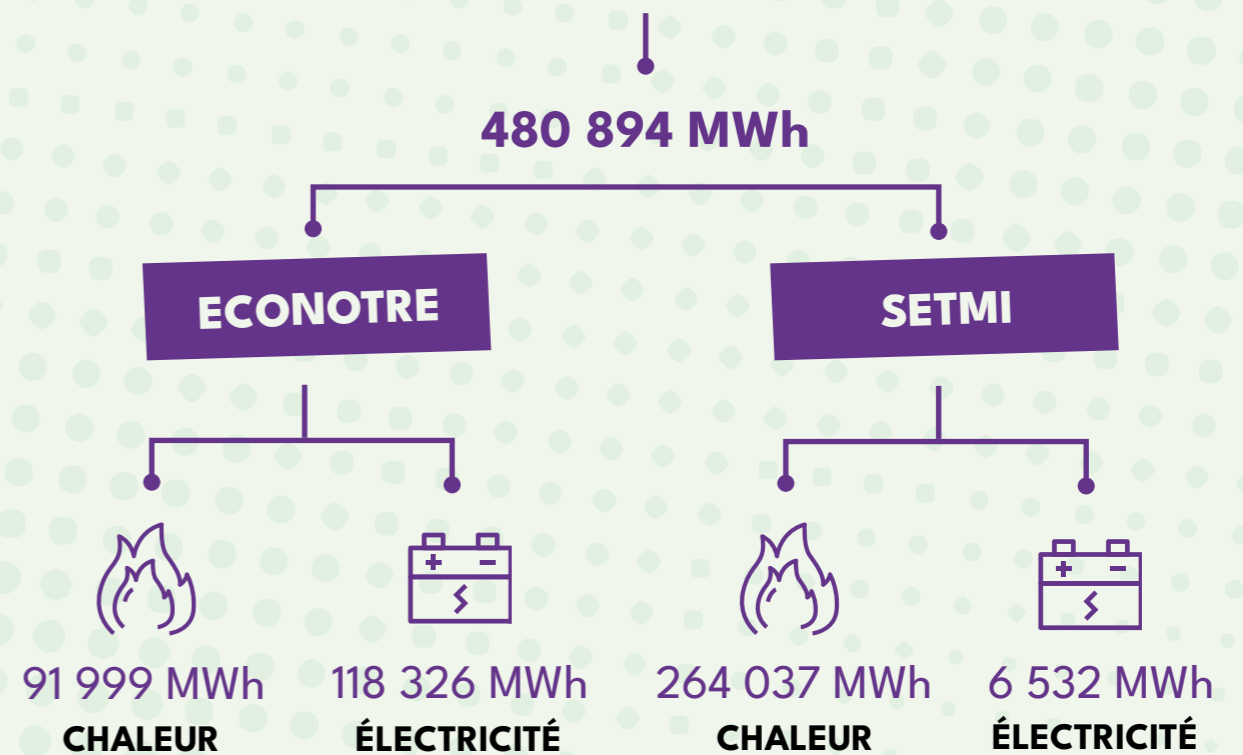 480 894 MWh
ECONOTRE
SETMI
+ -
+ -
91 999 MWh
118 326 MWh
264 037 MWh
6 532 MWh
CHALEUR
ÉLECTRICITÉ
CHALEUR
ÉLECTRICITÉ